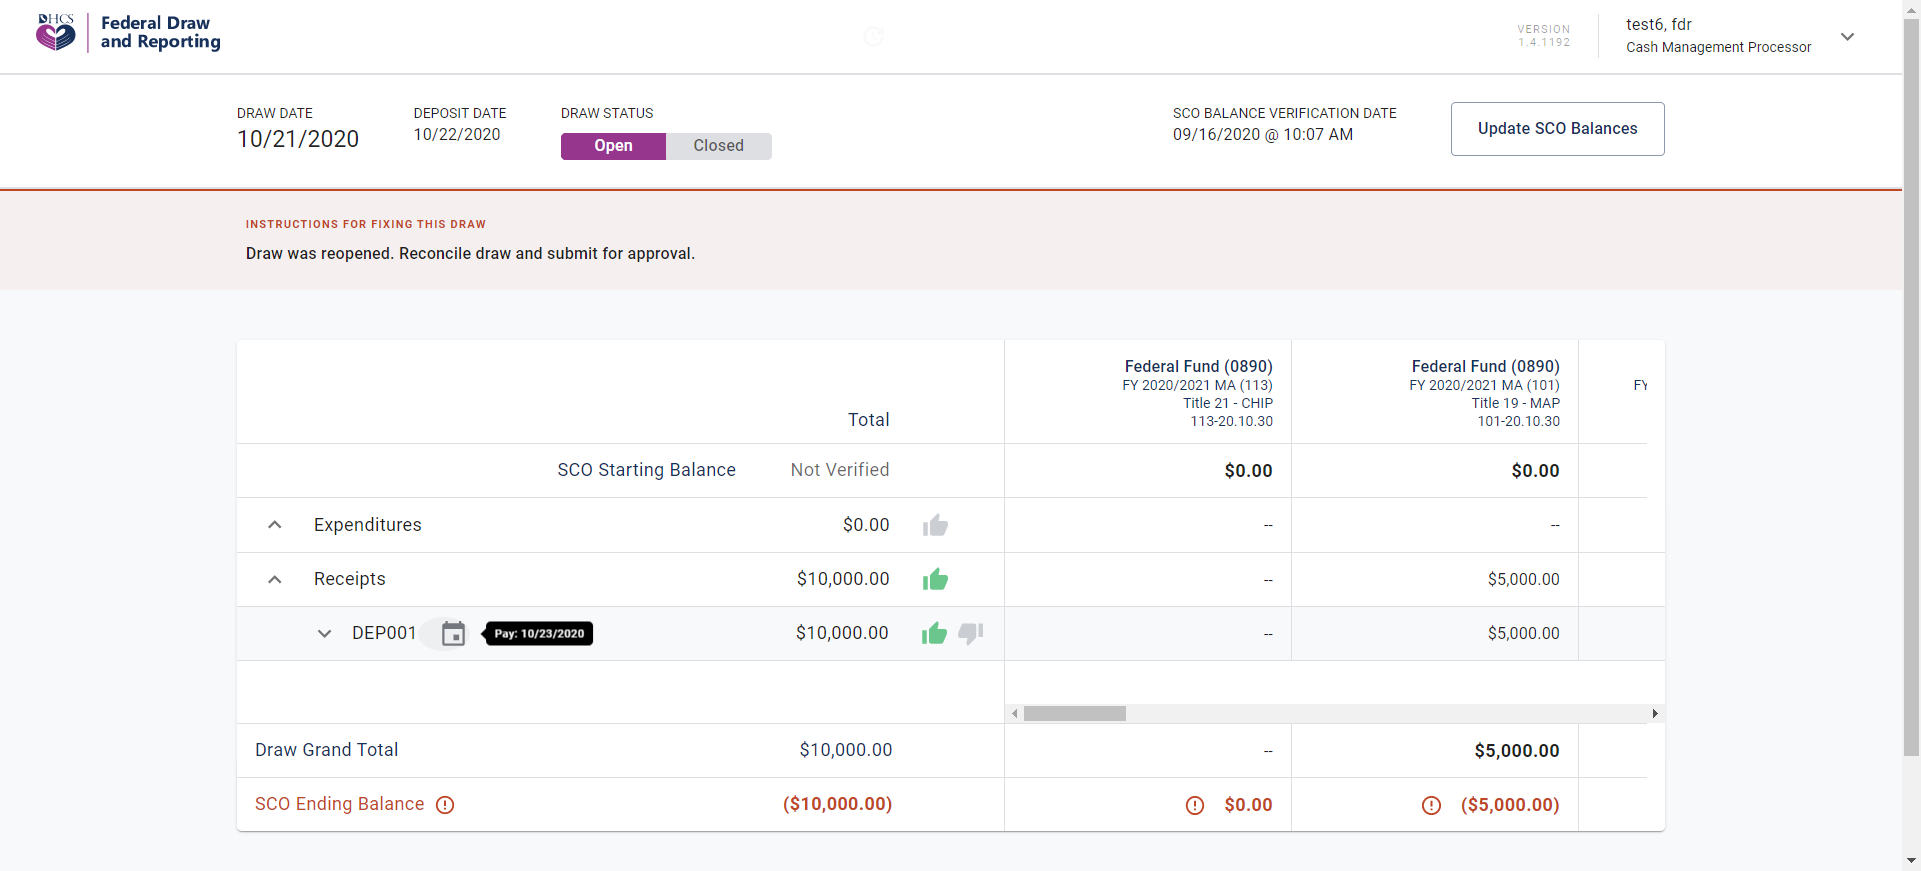 DHCS
Federal Draw
and Reporting
VERSION
1.4.1192
test6, fdr
Cash Management Processor
DRAW DATE
10/21/2020
DEPOSIT DATE
10/22/2020
DRAW STATUS
Open Closed
SCO BALANCE VERIFICATION DATE
09/16/2020 @ 10:07 AM
Update SCO Balances
INSTRUCTIONS FOR FIXING THIS DRAW
Draw was reopened. Reconcile draw and submit for approval.
Total
Federal Fund (0890)
FY 2020/2021 MA (113)
Title 21 - CHIP
113-20.10.30
Federal Fund (0890)
FY 2020/2021 MA (101)
Title 19 - MAP
101-20.10.30
FY
SCO Starting Balance Not Verified $0.00 $0.00
Expenditures $0.00 -- --
Receipts $10,000.00 -- $5,000.00
DEP001 Pay: 10/23/2020 $10,000.00 -- $5,000.00
Draw Grand Total $10,000.00 -- $5,000.00
SCO Ending Balance ($10,000.00) $0.00 ($5,000.00)